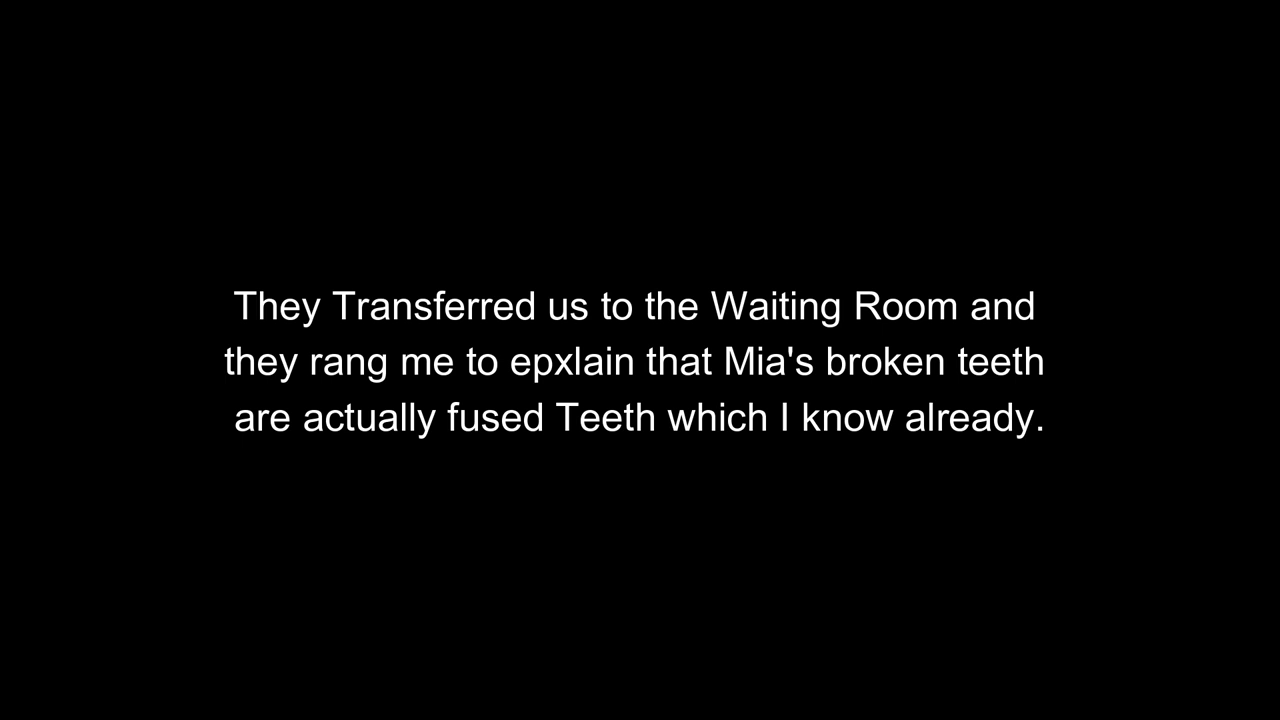 They Transferred us to the Waiting Room and
they rang me to epxlain that Mia's broken teeth
are actually fused Teeth which I know already.